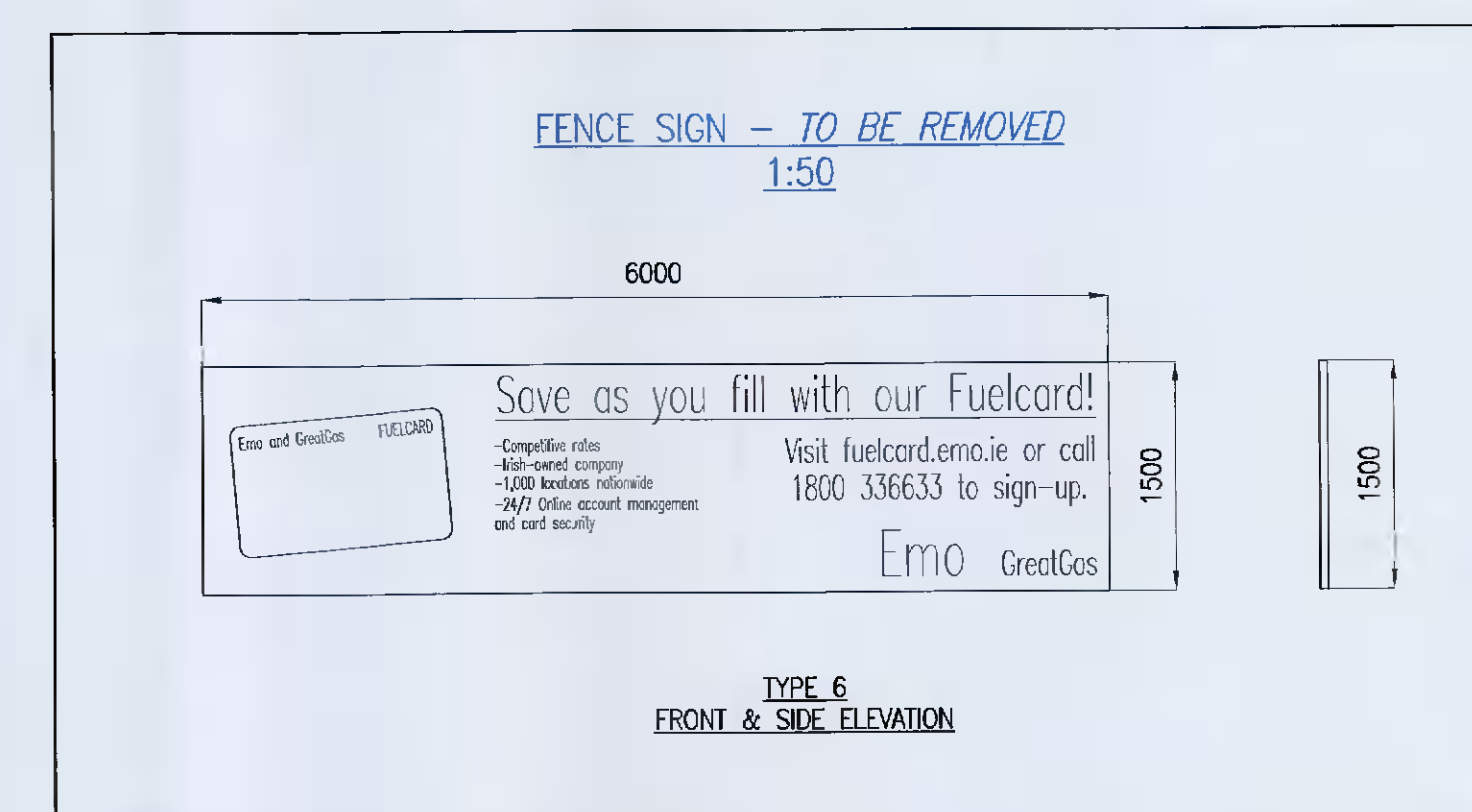 FENCE SIGN – TO BE REMOVED
1:50
6000
Save as you fill with our Fuelcard!
Emo and GreatGas FUELCARD
-Competitive rates
-Irish-owned company
-1,000 locations nationwide
-24/7 Online account management
and card security
Visit fuelcard.emo.ie or call
1800 336633 to sign-up.
Emo GreatGas
1500
1500
TYPE 6
FRONT & SIDE ELEVATION